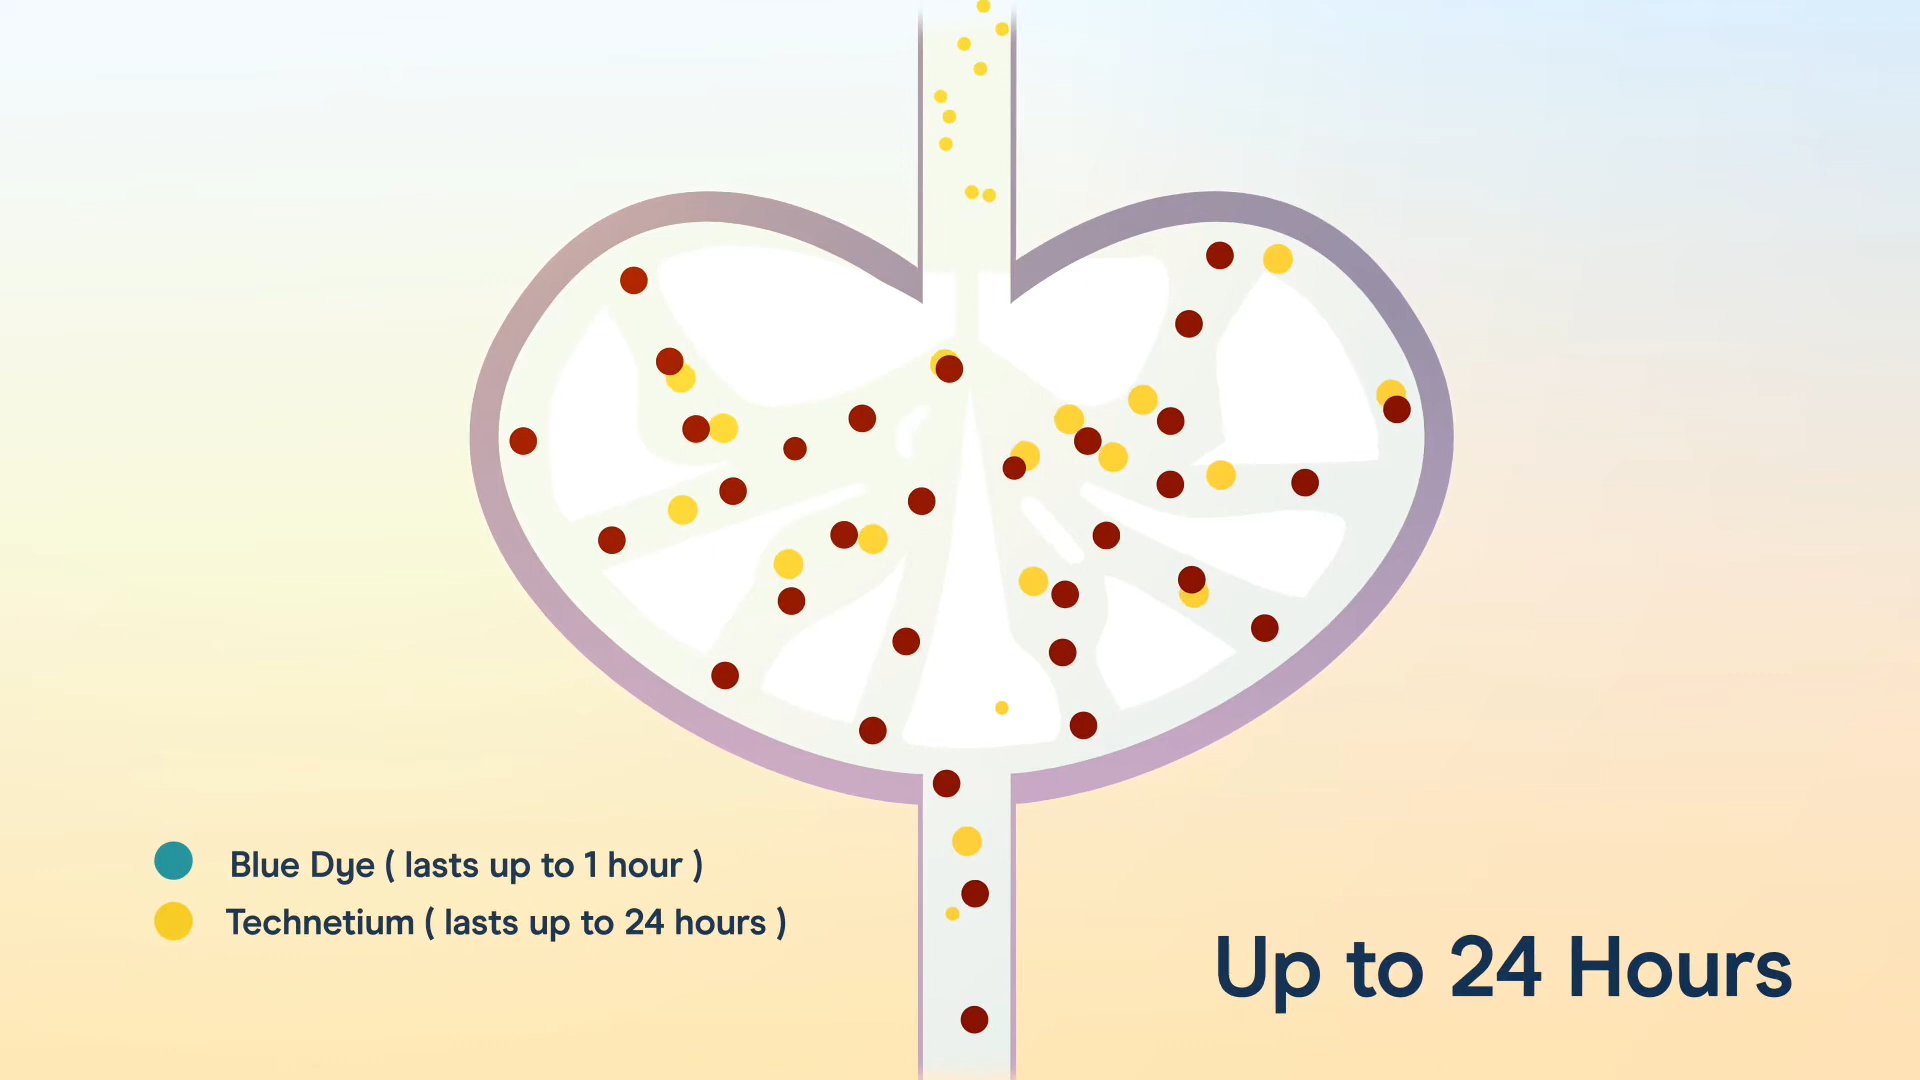 Blue Dye ( lasts up to 1 hour )
Technetium ( lasts up to 24 hours )
Up to 24 Hours